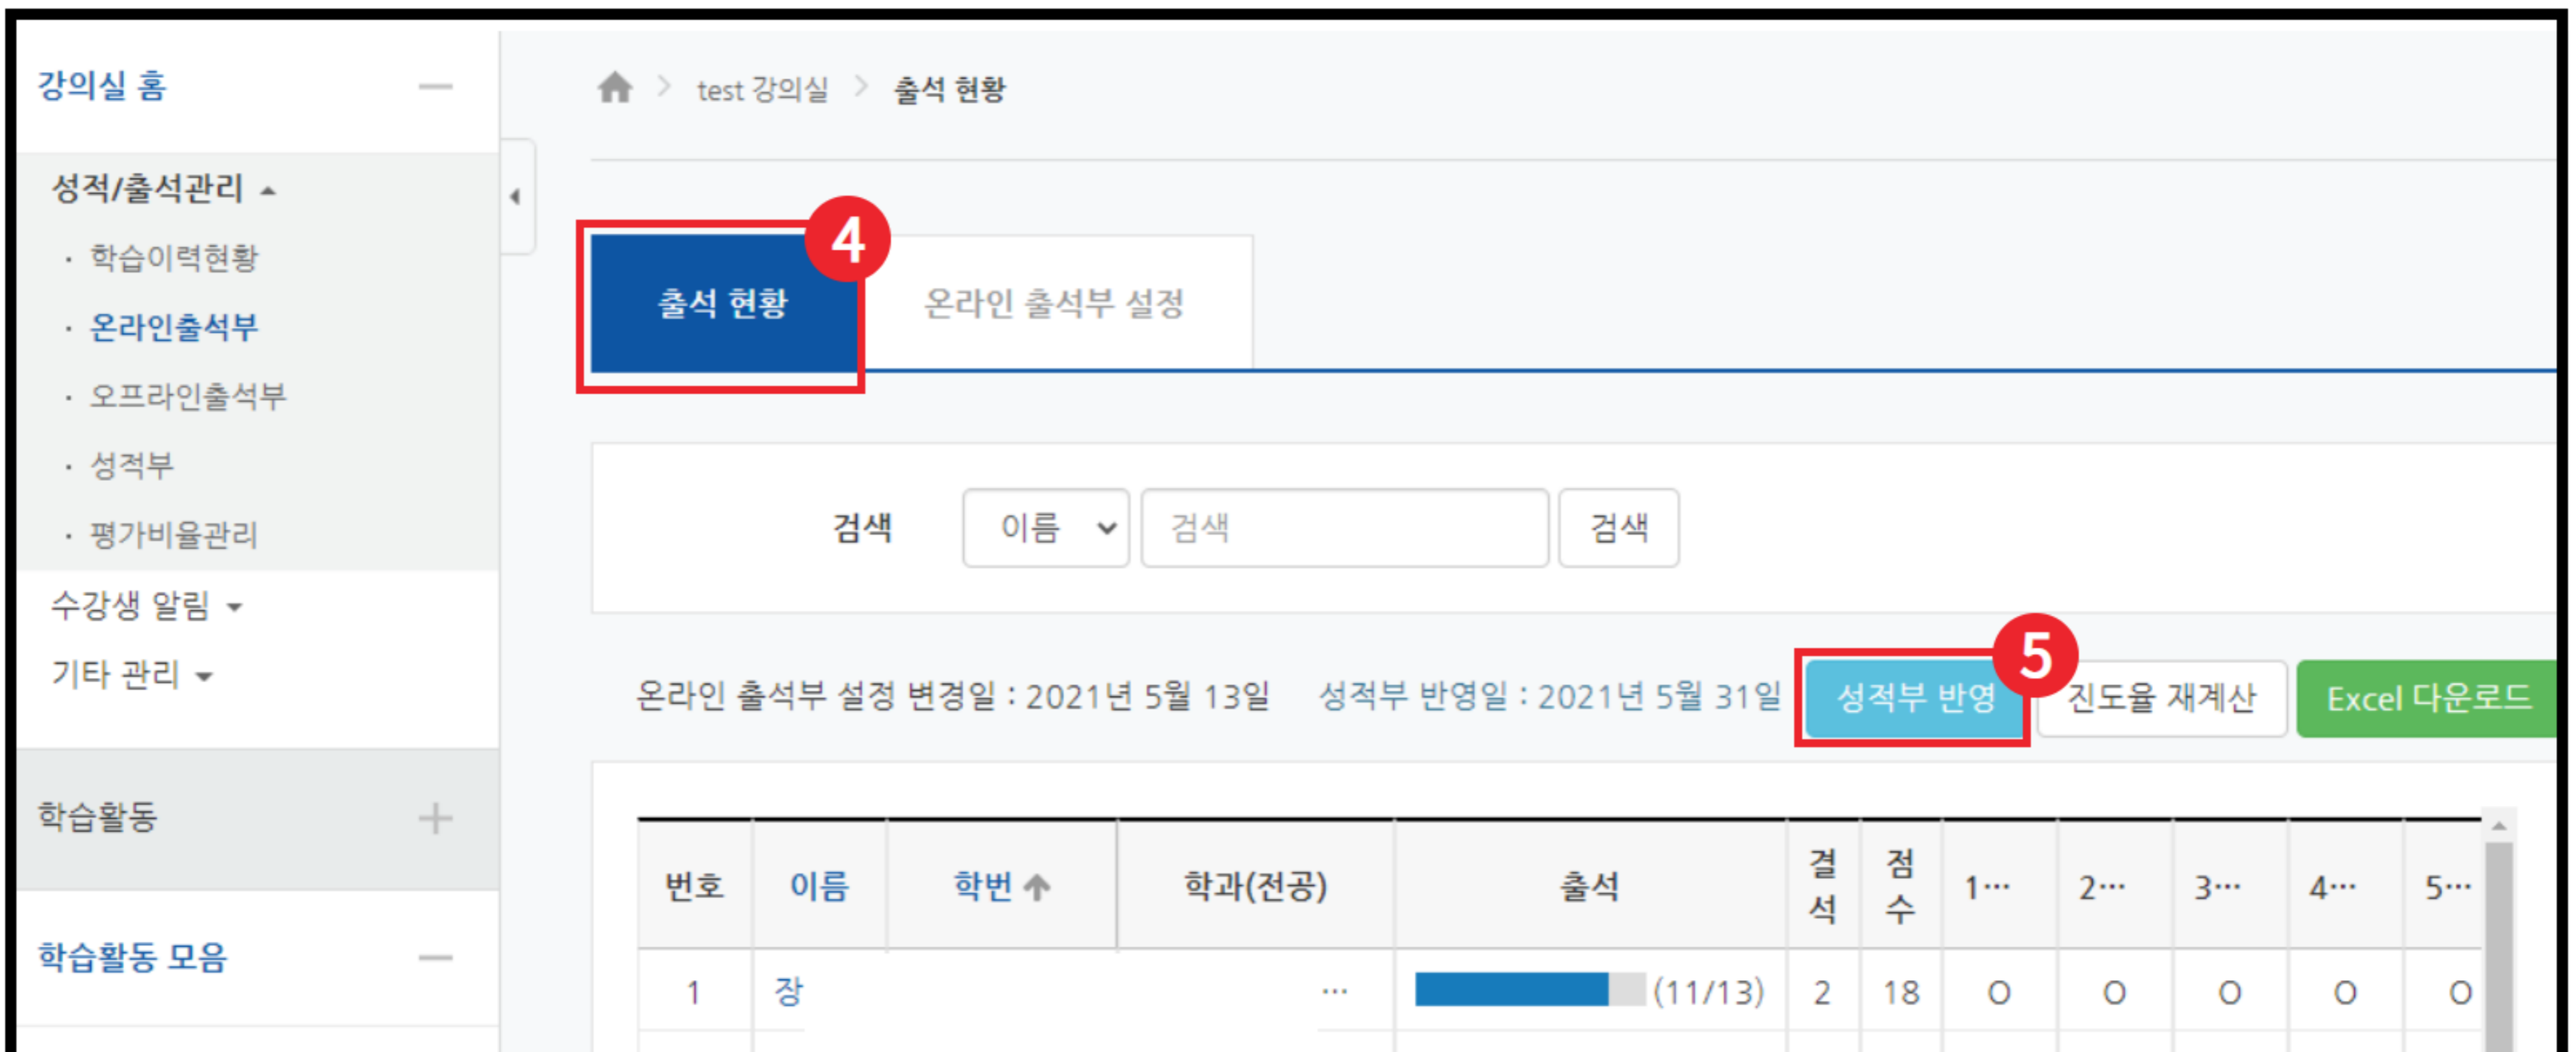 강의실 홈
성적/출석관리
· 학습이력현황
· 온라인출석부
· 오프라인출석부
· 성적부
· 평가비율관리
수강생 알림
기타 관리
학습활동
학습활동 모음
> test 강의실 > 출석 현황
4
출석 현황 온라인 출석부 설정
검색 이름 검색 검색
5
온라인 출석부 설정 변경일 : 2021년 5월 13일 성적부 반영일 : 2021년 5월 31일 성적부 반영 진도율 재계산 Excel 다운로드
번호 이름 학번 학과(전공) 출석 결석 점수 1… 2… 3… 4… 5…
1 장 … (11/13) 2 18 O O O O O